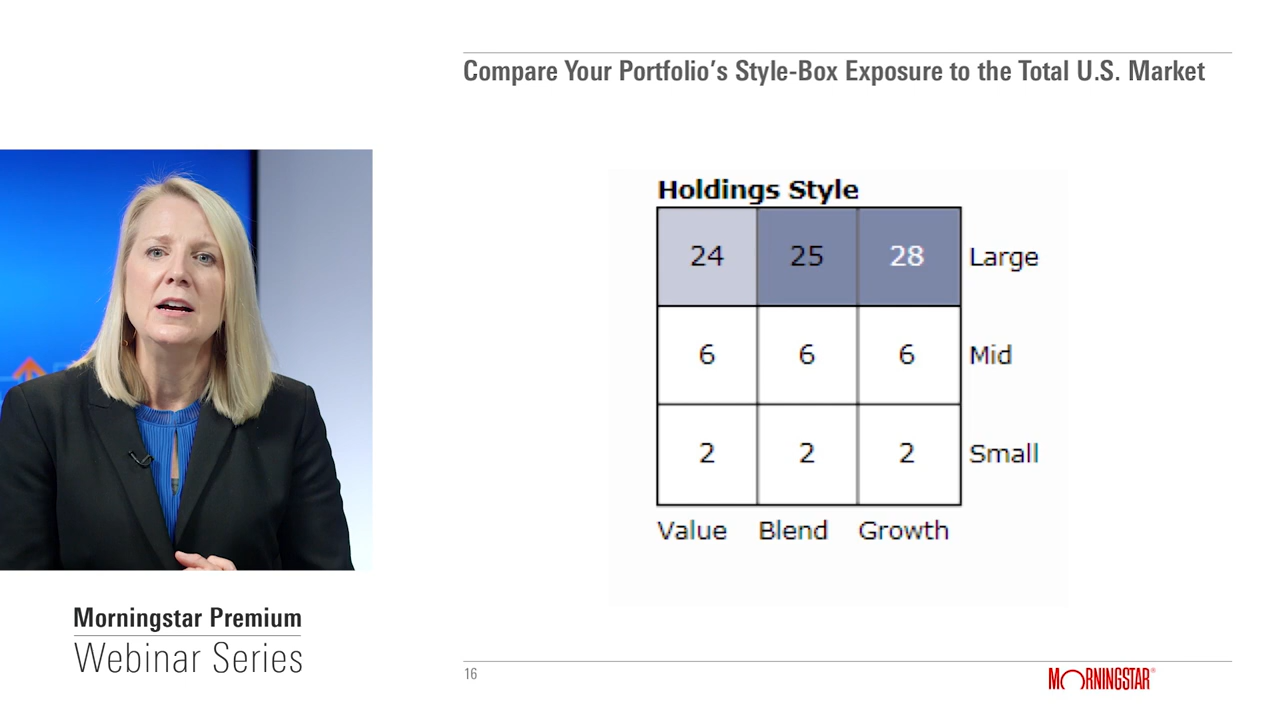 Compare Your Portfolio’s Style-Box Exposure to the Total U.S. Market
Holdings Style
24 25 28 Large
6 6 6 Mid
2 2 2 Small
Value Blend Growth
Morningstar Premium
Webinar Series
16
MORNINGSTAR®